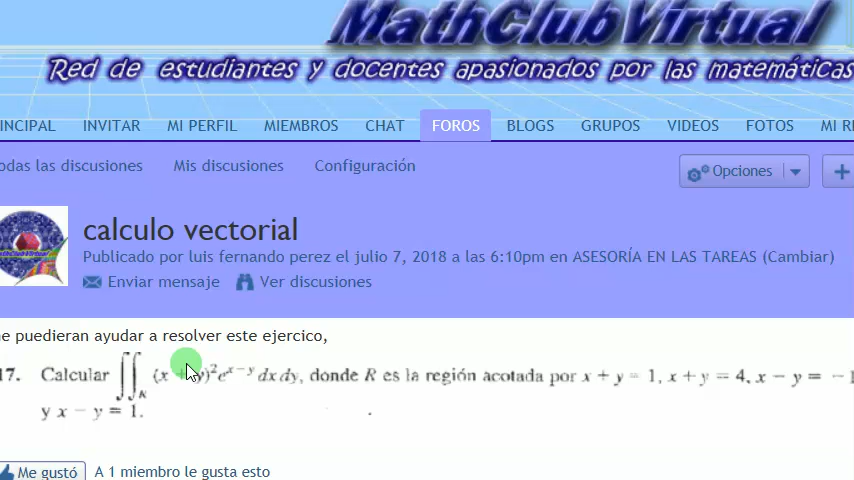 MathClubVirtual
Red de estudiantes y docentes apasionados por las matemáticas
INCIPAL INVITAR MI PERFIL MIEMBROS CHAT FOROS BLOGS GRUPOS VIDEOS FOTOS MI RI
odas las discusiones Mis discusiones Configuración Opciones
calculo vectorial
Publicado por luis fernando perez el julio 7, 2018 a las 6:10pm en ASESORÍA EN LAS TAREAS (Cambiar)
Enviar mensaje Ver discusiones
e puedieran ayudar a resolver este ejercico,
17. Calcular ∬R (x + y)²eˣ⁻ʸ dx dy, donde R es la región acotada por x + y = 1, x + y = 4, x − y = −1
y x − y = 1.
Me gustó A 1 miembro le gusta esto